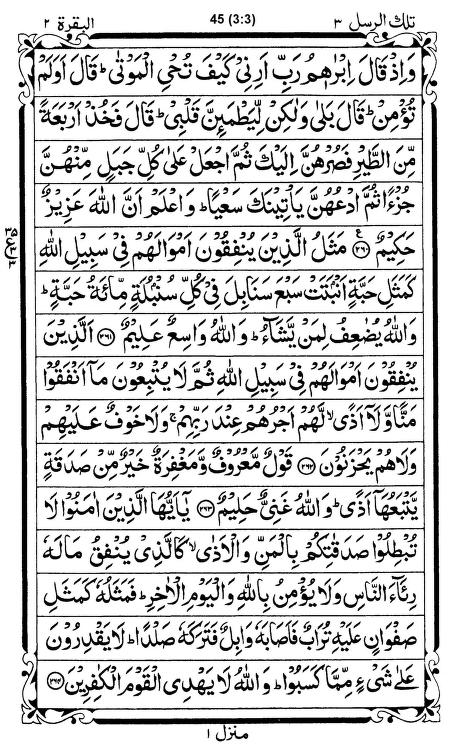 تلك الرسل ٣ 45 (3:3) البقرة ٢
وَاِذْ قَالَ اِبْرٰهٖمُ رَبِّ اَرِنِیْ كَیْفَ تُحْیِ الْمَوْتٰیؕ قَالَ اَوَلَمْ
تُؤْمِنْؕ قَالَ بَلٰی وَلٰكِنْ لِّیَطْمَىِٕنَّ قَلْبِیْؕ قَالَ فَخُذْ اَرْبَعَةً
مِّنَ الطَّیْرِ فَصُرْهُنَّ اِلَیْكَ ثُمَّ اجْعَلْ عَلٰی كُلِّ جَبَلٍ مِّنْهُنَّ
جُزْءًا ثُمَّ ادْعُهُنَّ یَاْتِیْنَكَ سَعْیًاؕ وَاعْلَمْ اَنَّ اللّٰهَ عَزِیْزٌ
حَكِیْمٌ ﴿۲۶۰﴾ مَثَلُ الَّذِیْنَ یُنْفِقُوْنَ اَمْوَالَهُمْ فِیْ سَبِیْلِ اللّٰهِ
كَمَثَلِ حَبَّةٍ اَنْۢبَتَتْ سَبْعَ سَنَابِلَ فِیْ كُلِّ سُنْۢبُلَةٍ مِّائَةُ حَبَّةٍؕ
وَاللّٰهُ یُضٰعِفُ لِمَنْ یَّشَآءُؕ وَاللّٰهُ وَاسِعٌ عَلِیْمٌ ﴿۲۶۱﴾ اَلَّذِیْنَ
یُنْفِقُوْنَ اَمْوَالَهُمْ فِیْ سَبِیْلِ اللّٰهِ ثُمَّ لَا یُتْبِعُوْنَ مَاۤ اَنْفَقُوْا
مَنًّا وَّلَاۤ اَذًیۙ لَّهُمْ اَجْرُهُمْ عِنْدَ رَبِّهِمْۚ وَلَا خَوْفٌ عَلَیْهِمْ
وَلَا هُمْ یَحْزَنُوْنَ ﴿۲۶۲﴾ قَوْلٌ مَّعْرُوْفٌ وَّمَغْفِرَةٌ خَیْرٌ مِّنْ صَدَقَةٍ
یَّتْبَعُهَاۤ اَذًیؕ وَاللّٰهُ غَنِیٌّ حَلِیْمٌ ﴿۲۶۳﴾ یٰۤاَیُّهَا الَّذِیْنَ اٰمَنُوْا لَا
تُبْطِلُوْا صَدَقٰتِكُمْ بِالْمَنِّ وَالْاَذٰیۙ كَالَّذِیْ یُنْفِقُ مَالَهٗ
رِئَآءَ النَّاسِ وَلَا یُؤْمِنُ بِاللّٰهِ وَالْیَوْمِ الْاٰخِرِؕ فَمَثَلُهٗ كَمَثَلِ
صَفْوَانٍ عَلَیْهِ تُرَابٌ فَاَصَابَهٗ وَابِلٌ فَتَرَكَهٗ صَلْدًاؕ لَا یَقْدِرُوْنَ
عَلٰی شَیْءٍ مِّمَّا كَسَبُوْاؕ وَاللّٰهُ لَا یَهْدِی الْقَوْمَ الْكٰفِرِیْنَ ﴿۲۶۴﴾
منزل ١